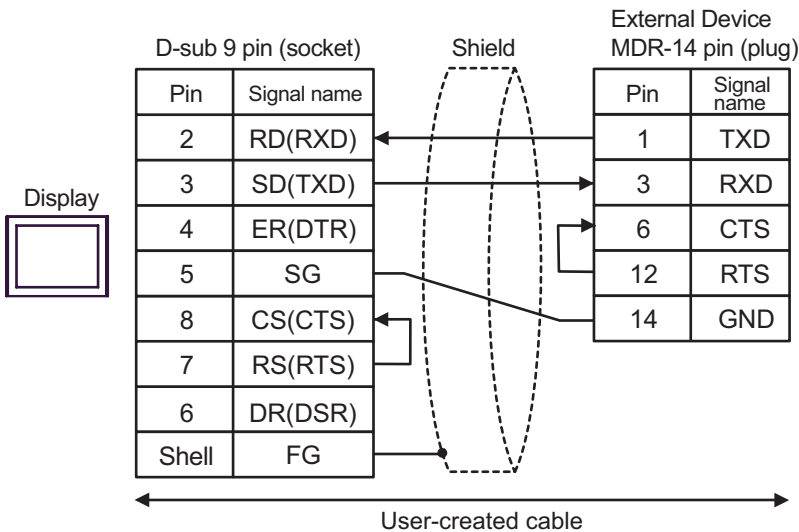 External Device
D-sub 9 pin (socket) Shield MDR-14 pin (plug)
Pin Signal name Pin Signal name
2 RD(RXD) 1 TXD
3 SD(TXD) 3 RXD
Display
4 ER(DTR) 6 CTS
5 SG 12 RTS
8 CS(CTS) 14 GND
7 RS(RTS)
6 DR(DSR)
Shell FG
User-created cable